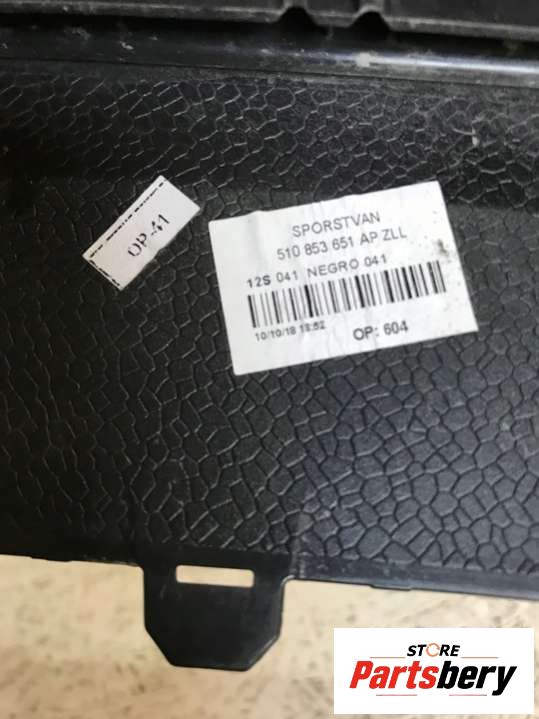 OP-41
SPORSTVAN
510 853 651 AP ZLL
12S 041 NEGRO 041
10/10/18 18:52
OP: 604
STORE
Partsbery